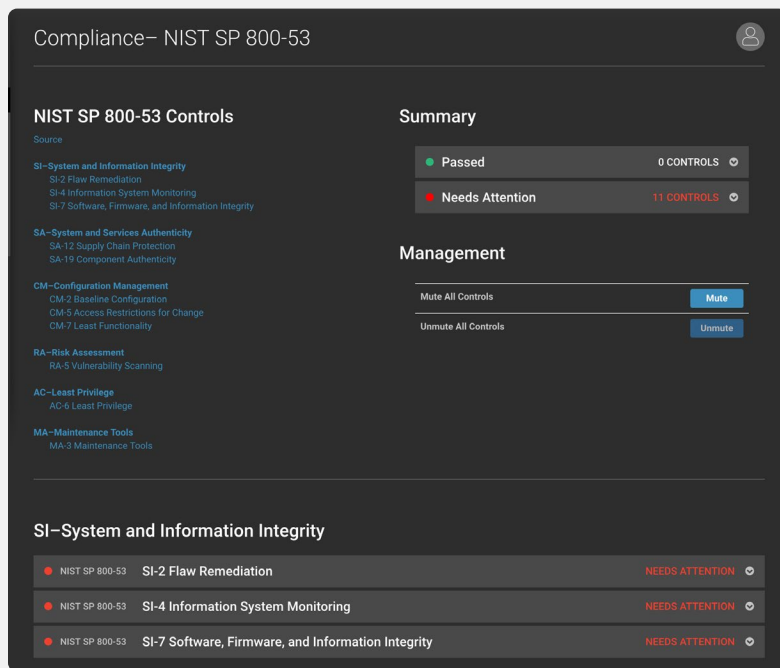 Compliance– NIST SP 800-53
NIST SP 800-53 Controls
Source
SI–System and Information Integrity
SI-2 Flaw Remediation
SI-4 Information System Monitoring
SI-7 Software, Firmware, and Information Integrity
SA–System and Services Authenticity
SA-12 Supply Chain Protection
SA-19 Component Authenticity
CM–Configuration Management
CM-2 Baseline Configuration
CM-5 Access Restrictions for Change
CM-7 Least Functionality
RA–Risk Assessment
RA-5 Vulnerability Scanning
AC–Least Privilege
AC-6 Least Privilege
MA–Maintenance Tools
MA-3 Maintenance Tools
Summary
Passed 0 CONTROLS
Needs Attention 11 CONTROLS
Management
Mute All Controls Mute
Unmute All Controls Unmute
SI–System and Information Integrity
NIST SP 800-53 SI-2 Flaw Remediation NEEDS ATTENTION
NIST SP 800-53 SI-4 Information System Monitoring NEEDS ATTENTION
NIST SP 800-53 SI-7 Software, Firmware, and Information Integrity NEEDS ATTENTION